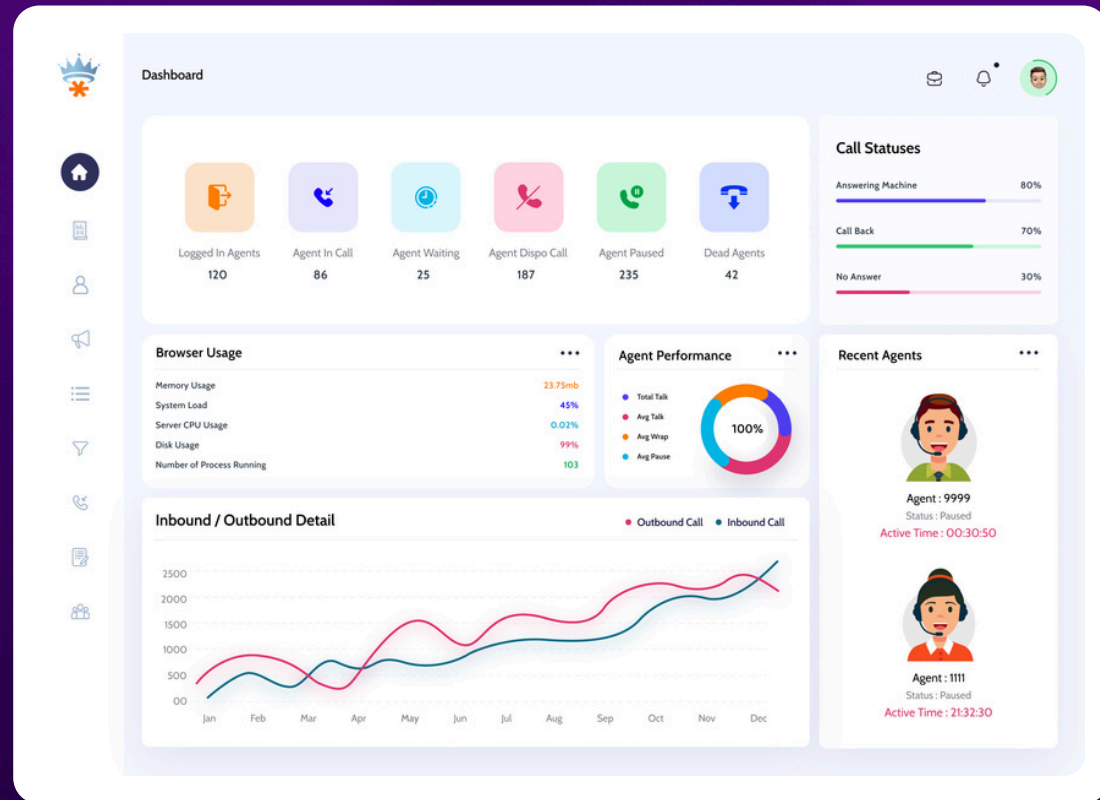 Dashboard
Logged In Agents
120
Agent In Call
86
Agent Waiting
25
Agent Dispo Call
187
Agent Paused
235
Dead Agents
42
Call Statuses
Answering Machine 80%
Call Back 70%
No Answer 30%
Browser Usage
Memory Usage 23.75mb
System Load 45%
Server CPU Usage 0.02%
Disk Usage 99%
Number of Process Running 103
Agent Performance
Total Talk
Avg Talk
Avg Wrap
Avg Pause
100%
Recent Agents
Agent : 9999
Status : Paused
Active Time : 00:30:50
Agent : 1111
Status : Paused
Active Time : 21:32:30
Inbound / Outbound Detail
Outbound Call Inbound Call
2500
2000
1500
1000
500
00
Jan Feb Mar Apr May Jun Jul Aug Sep Oct Nov Dec